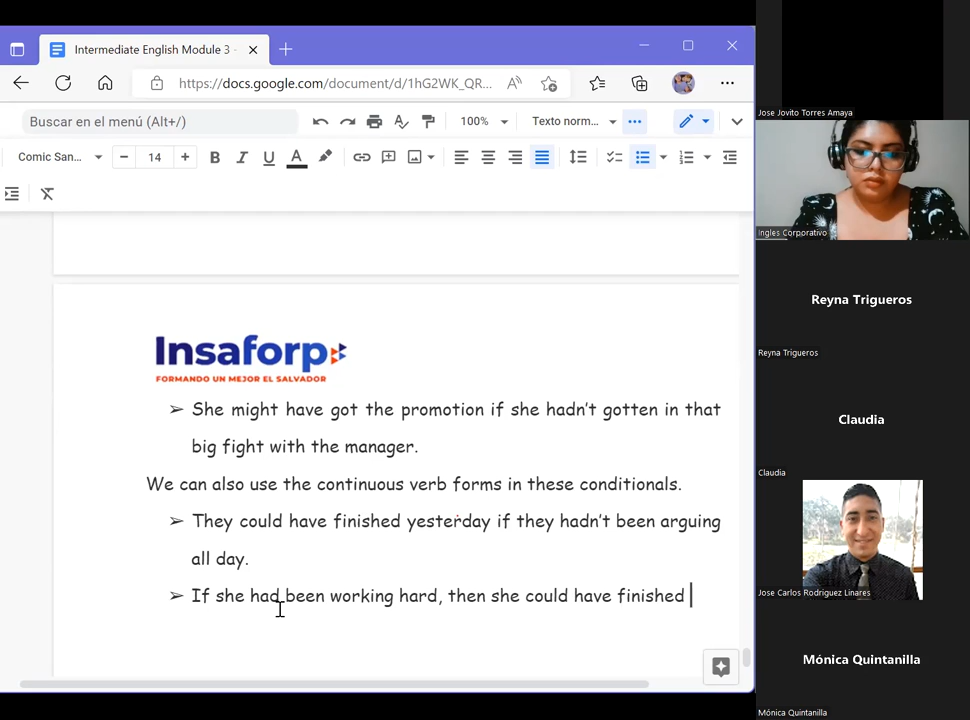 Intermediate English Module 3 -
https://docs.google.com/document/d/1hG2WK_QR...
Buscar en el menú (Alt+/)
100%
Texto norm...
Comic San...
14
B I U A
Insaforp
FORMANDO UN MEJOR EL SALVADOR
➢ She might have got the promotion if she hadn't gotten in that
big fight with the manager.
We can also use the continuous verb forms in these conditionals.
➢ They could have finished yesterday if they hadn't been arguing
all day.
➢ If she had been working hard, then she could have finished
Jose Jovito Torres Amaya
Ingles Corporativo
Reyna Trigueros
Reyna Trigueros
Claudia
Claudia
Jose Carlos Rodriguez Linares
Mónica Quintanilla
Mónica Quintanilla